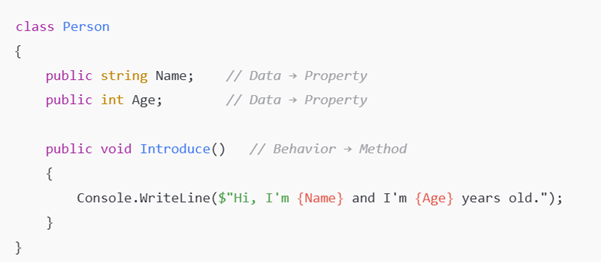 class Person
{
    public string Name;    // Data → Property
    public int Age;        // Data → Property

    public void Introduce()   // Behavior → Method
    {
        Console.WriteLine($"Hi, I'm {Name} and I'm {Age} years old.");
    }
}